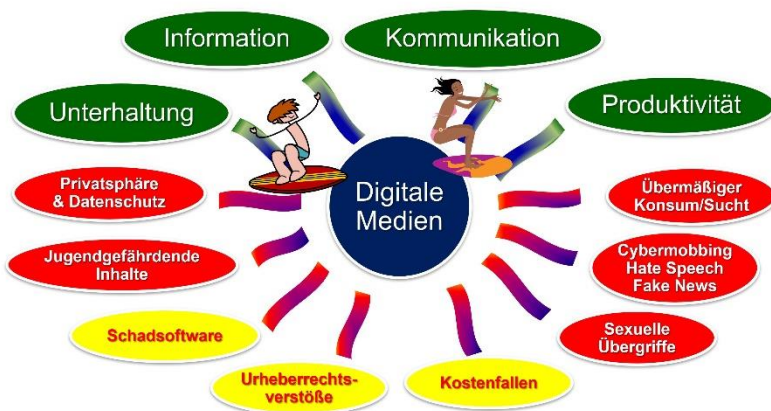 Information
Kommunikation
Unterhaltung
Produktivität
Digitale
Medien
Privatsphäre
& Datenschutz
Übermäßiger
Konsum/Sucht
Jugendgefährdende
Inhalte
Cybermobbing
Hate Speech
Fake News
Schadsoftware
Sexuelle
Übergriffe
Urheberrechts-
verstöße
Kostenfallen